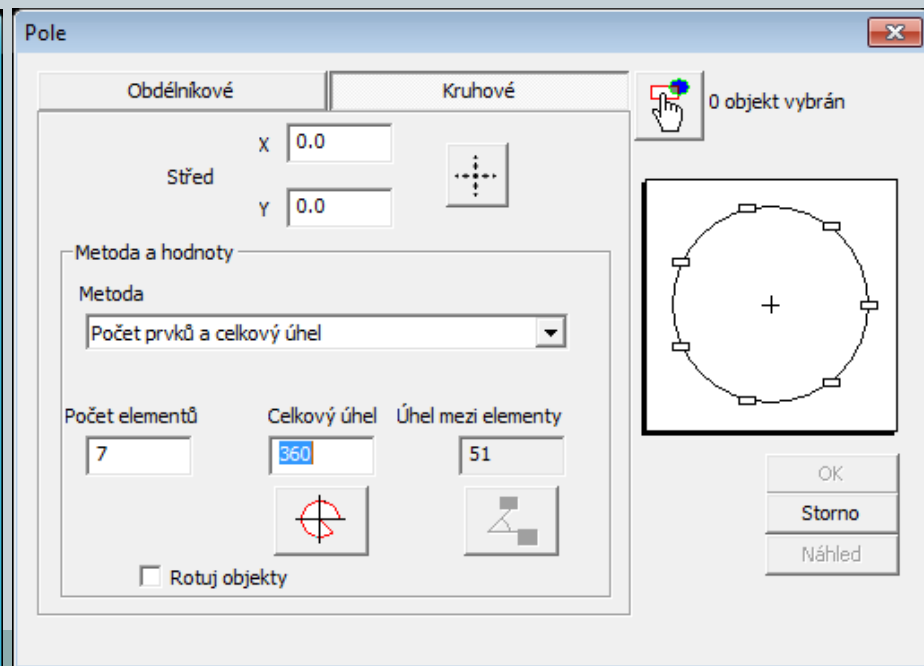 Pole
Obdélníkové Kruhové
0 objekt vybrán
X 0.0
Střed
Y 0.0
Metoda a hodnoty
Metoda
Počet prvků a celkový úhel
Počet elementů Celkový úhel Úhel mezi elementy
7 360 51
OK
Storno
Náhled
Rotuj objekty